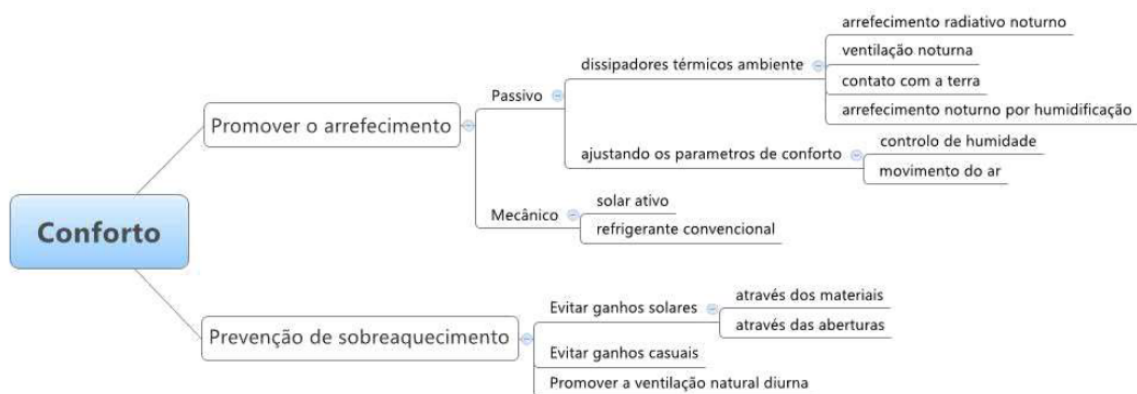 Conforto
Promover o arrefecimento
Passivo
dissipadores térmicos ambiente
arrefecimento radiativo noturno
ventilação noturna
contato com a terra
arrefecimento noturno por humidificação
ajustando os parametros de conforto
controlo de humidade
movimento do ar
Mecânico
solar ativo
refrigerante convencional
Prevenção de sobreaquecimento
Evitar ganhos solares
através dos materiais
através das aberturas
Evitar ganhos casuais
Promover a ventilação natural diurna